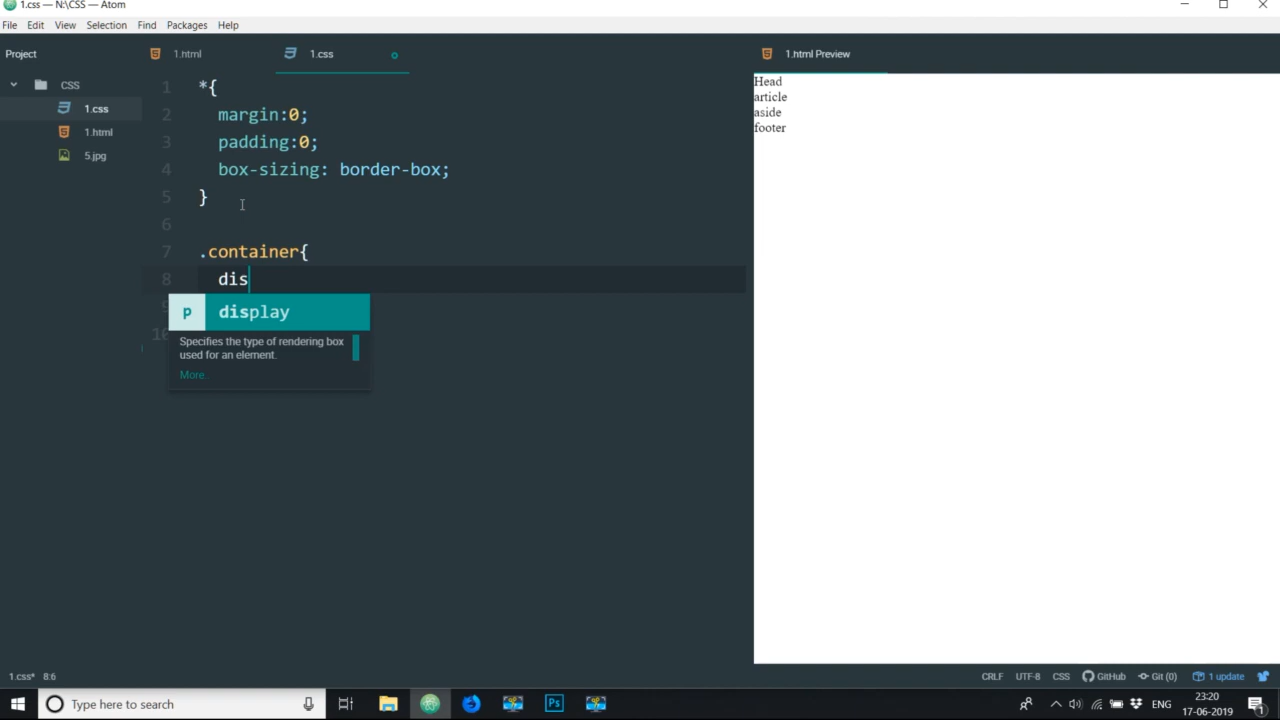 1.css — N:\CSS — Atom
File Edit View Selection Find Packages Help
Project
CSS
1.css
1.html
5.jpg
1.html 1.css
1 *{
2 margin:0;
3 padding:0;
4 box-sizing: border-box;
5 }
6
7 .container{
8 dis
p display
Specifies the type of rendering box
used for an element.
More
1.html Preview
Head
article
aside
footer
1.css* 8:6
CRLF UTF-8 CSS GitHub Git (0) 1 update
Type here to search
Ps
ENG
23:20
17-06-2019
1